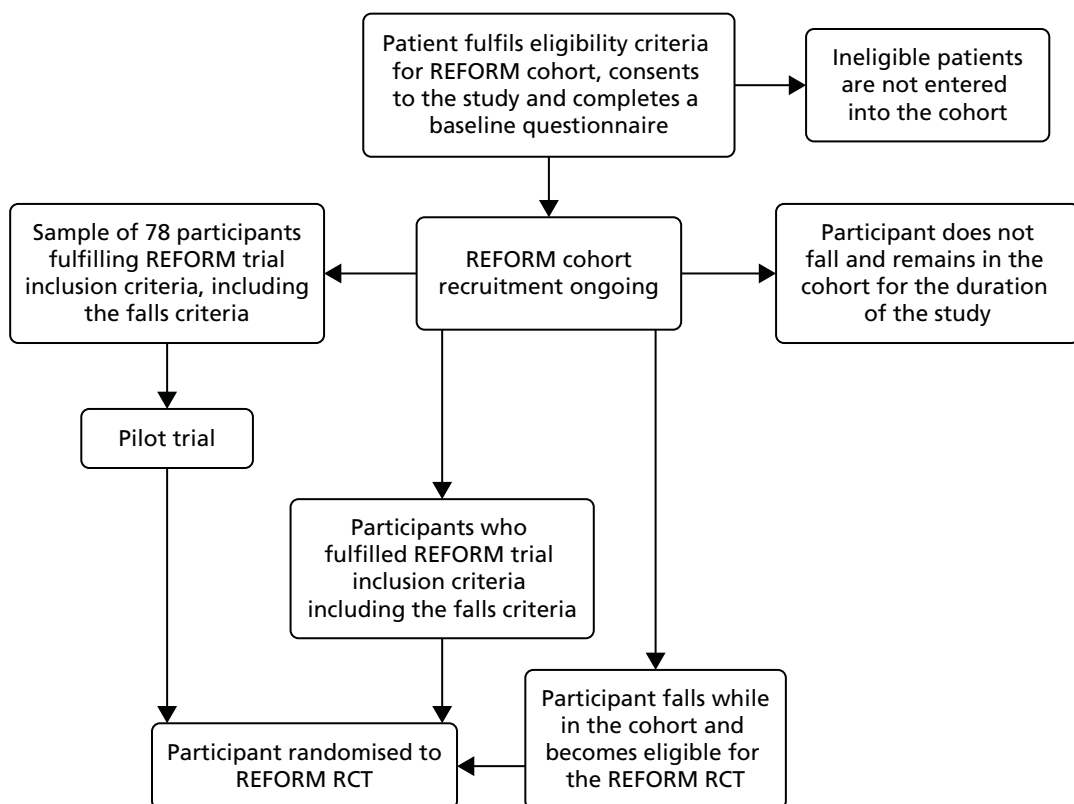 Patient fulfils eligibility criteria
for REFORM cohort, consents
to the study and completes a
baseline questionnaire
Ineligible patients
are not entered
into the cohort
Sample of 78 participants
fulfilling REFORM trial
inclusion criteria, including
the falls criteria
REFORM cohort
recruitment ongoing
Participant does not
fall and remains in the
cohort for the duration
of the study
Pilot trial
Participants who
fulfilled REFORM trial
inclusion criteria
including the falls criteria
Participant randomised to
REFORM RCT
Participant falls while
in the cohort and
becomes eligible for
the REFORM RCT